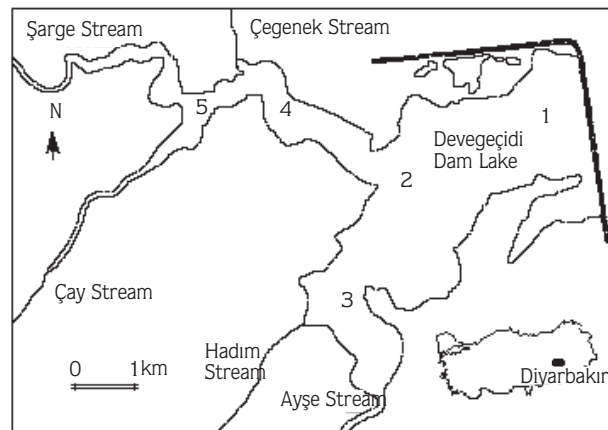 Şarge Stream
Çegenek Stream
N
5
4
1
Devegeçidi
Dam Lake
2
Çay Stream
3
Hadım
Stream
0 1km
Ayşe Stream
Diyarbakır